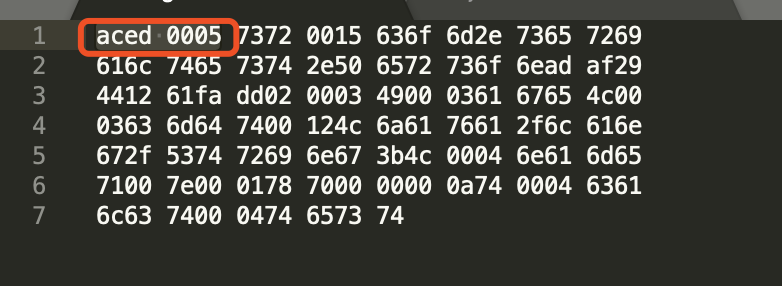 1 aced 0005 7372 0015 636f 6d2e 7365 7269
2 616c 7465 7374 2e50 6572 736f 6ead af29
3 4412 61fa dd02 0003 4900 0361 6765 4c00
4 0363 6d64 7400 124c 6a61 7661 2f6c 616e
5 672f 5374 7269 6e67 3b4c 0004 6e61 6d65
6 7100 7e00 0178 7000 0000 0a74 0004 6361
7 6c63 7400 0474 6573 74